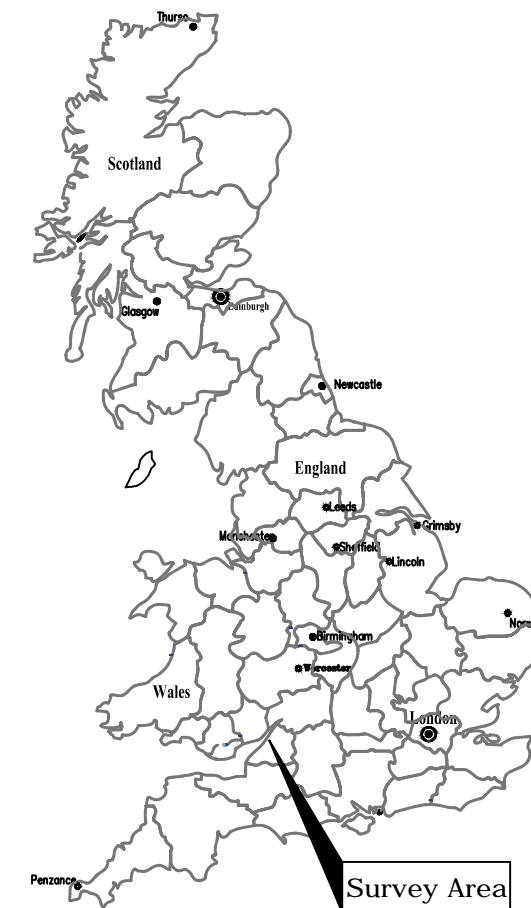 Thurso
Scotland
Glasgow
Edinburgh
Newcastle
England
Leeds
Grimsby
Manchester
Sheffield
Lincoln
Birmingham
Worcester
Wales
London
Penzance
Survey Area